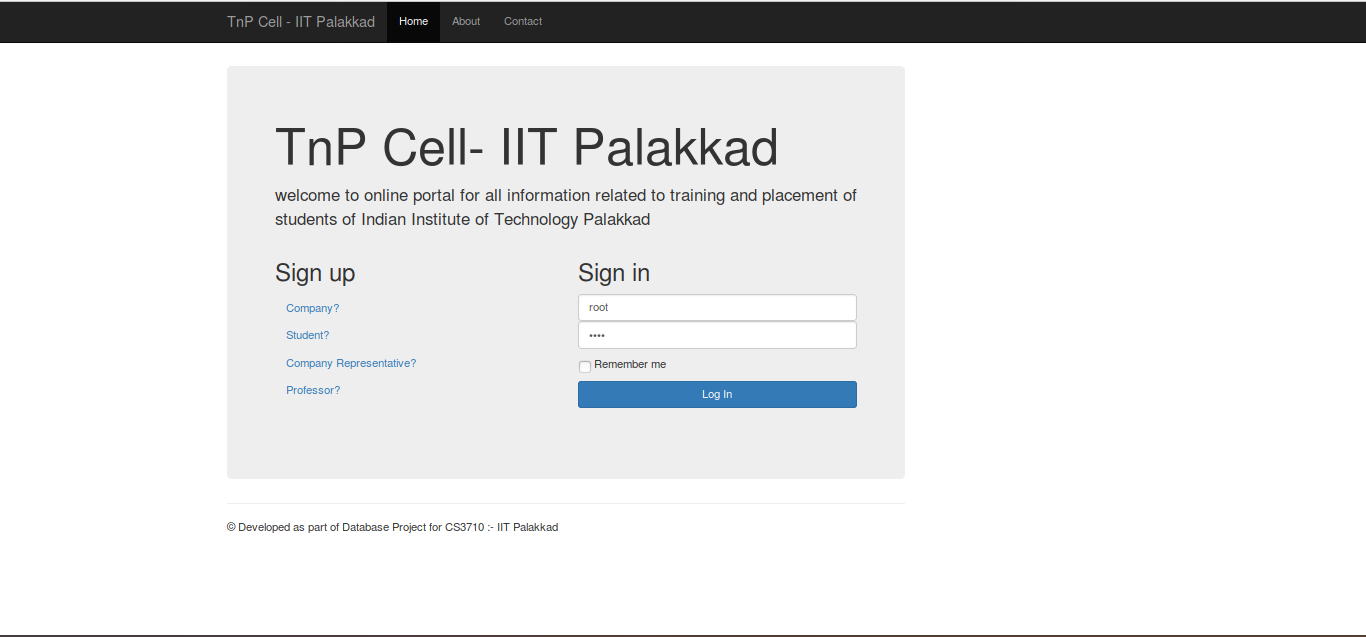 TnP Cell - IIT Palakkad Home About Contact
TnP Cell- IIT Palakkad
welcome to online portal for all information related to training and placement of
students of Indian Institute of Technology Palakkad
Sign up
Company?
Student?
Company Representative?
Professor?
Sign in
root
••••
Remember me
Log In
© Developed as part of Database Project for CS3710 :- IIT Palakkad